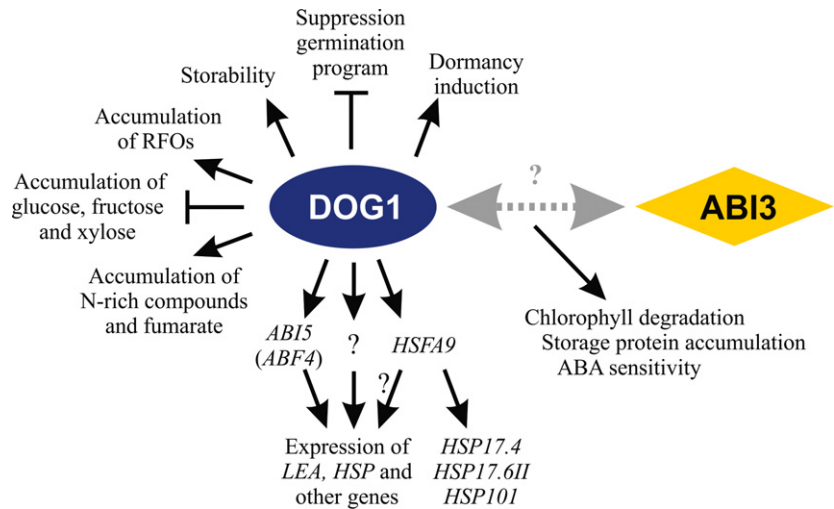 Suppression
germination
program
Storability
Dormancy
induction
Accumulation
of RFOs
Accumulation of
glucose, fructose
and xylose
Accumulation of
N-rich compounds
and fumarate
DOG1
?
ABI3
Chlorophyll degradation
Storage protein accumulation
ABA sensitivity
ABI5
(ABF4)
?
HSFA9
?
Expression of
LEA, HSP and
other genes
HSP17.4
HSP17.6II
HSP101